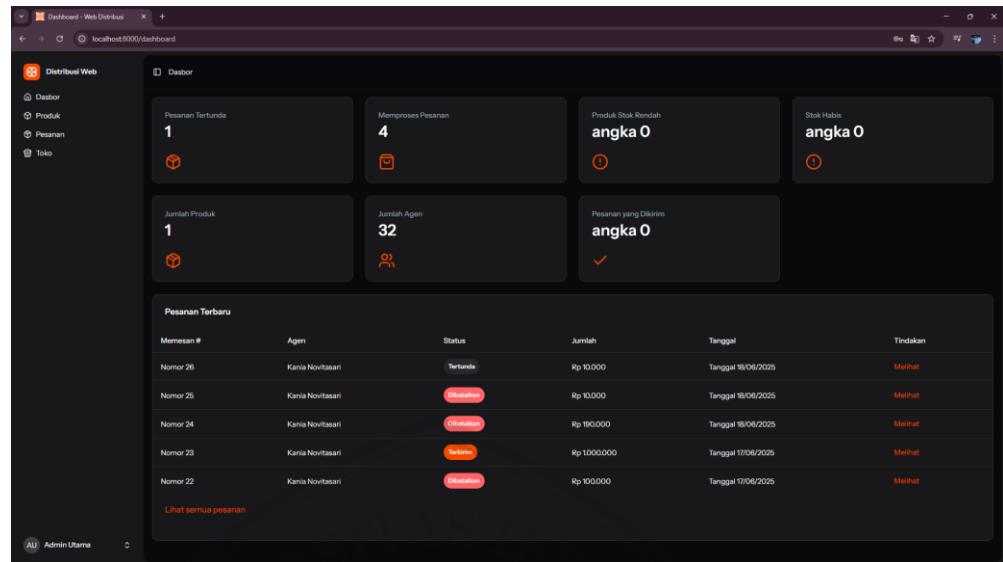 Dashboard - Web Distribusi
localhost:8000/dashboard
Distribusi Web
Dasbor
Dasbor
Produk
Pesanan
Toko
Pesanan Tertunda
1
Memproses Pesanan
4
Produk Stok Rendah
angka 0
Stok Habis
angka 0
Jumlah Produk
1
Jumlah Agen
32
Pesanan yang Dikirim
angka 0
Pesanan Terbaru
Memesan # Agen Status Jumlah Tanggal Tindakan
Nomor 26 Kania Novitasari Tertunda Rp 10.000 Tanggal 18/06/2025 Melihat
Nomor 25 Kania Novitasari Dibatalkan Rp 10.000 Tanggal 18/06/2025 Melihat
Nomor 24 Kania Novitasari Dibatalkan Rp 190.000 Tanggal 18/06/2025 Melihat
Nomor 23 Kania Novitasari Terkirim Rp 1.000.000 Tanggal 17/06/2025 Melihat
Nomor 22 Kania Novitasari Dibatalkan Rp 100.000 Tanggal 17/06/2025 Melihat
Lihat semua pesanan
AU Admin Utama